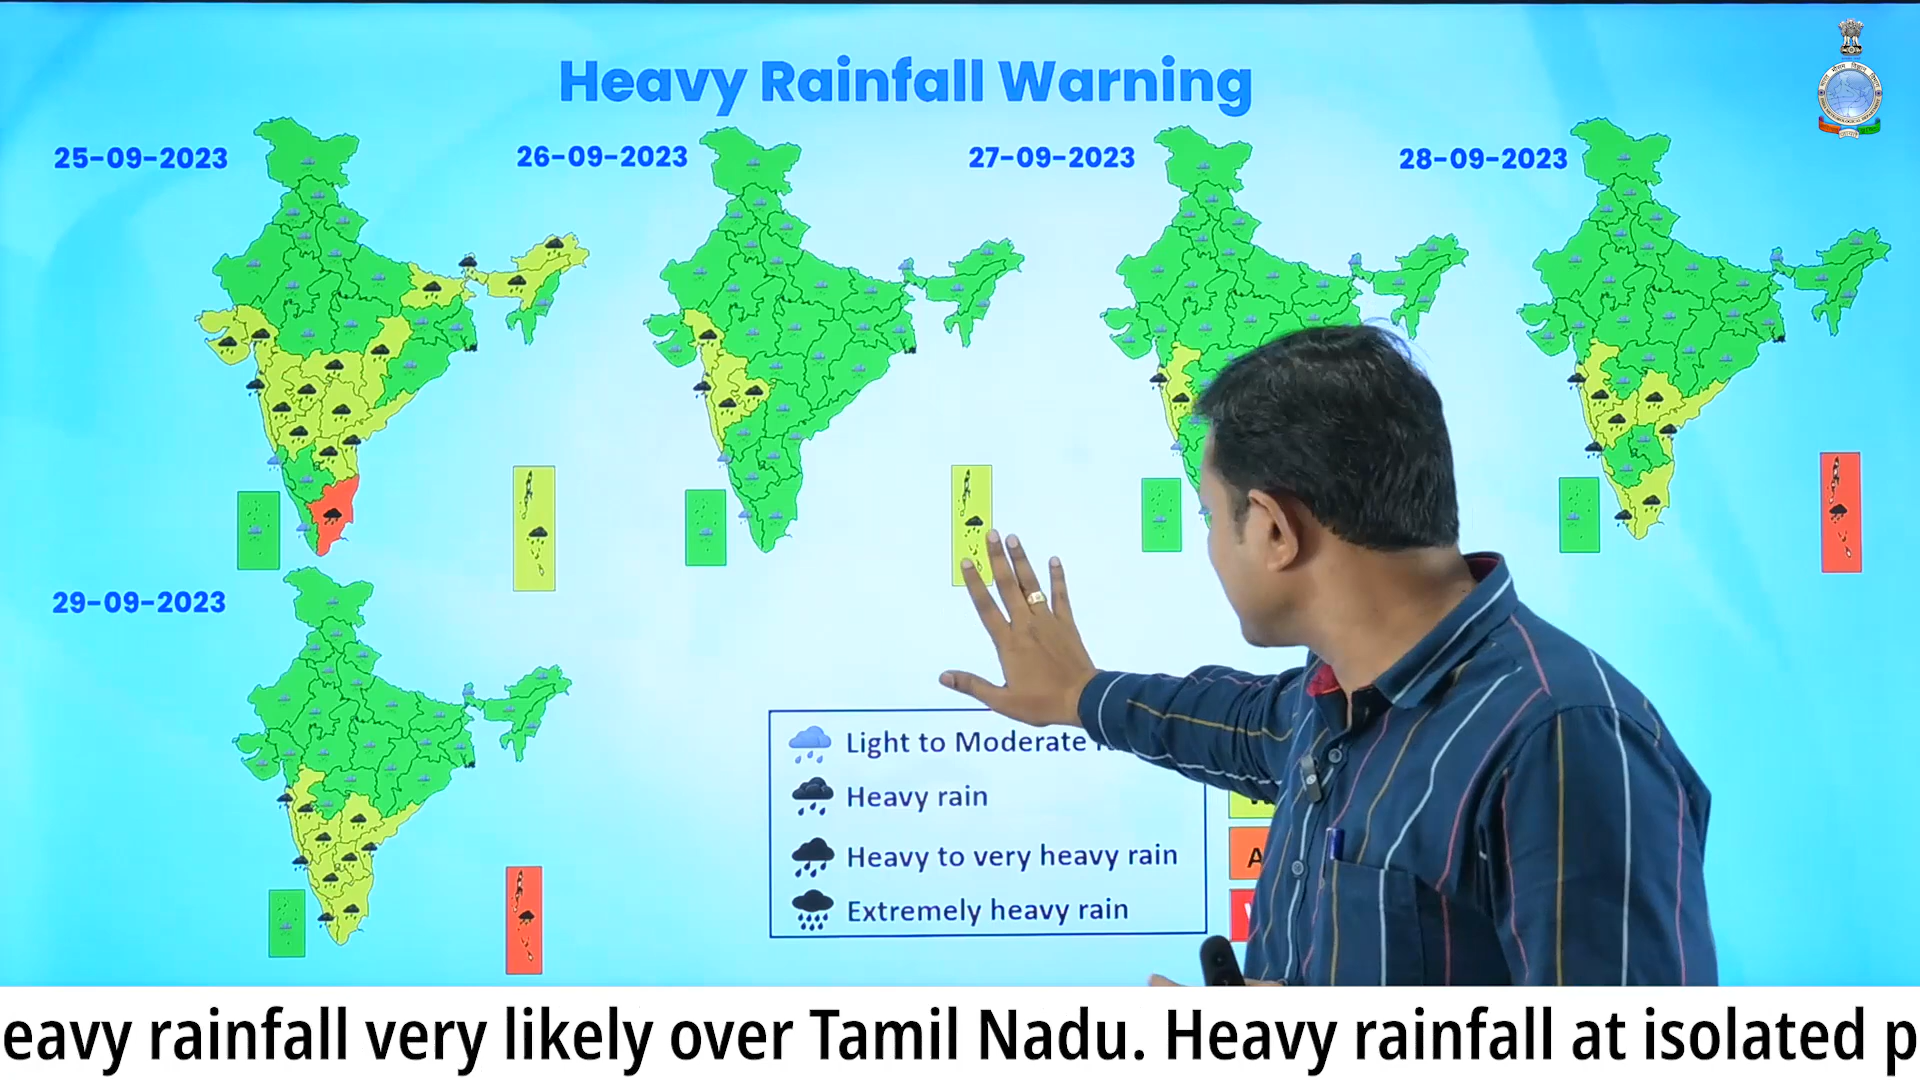 Heavy Rainfall Warning
25-09-2023
26-09-2023
27-09-2023
28-09-2023
29-09-2023
Light to Moderate
Heavy rain
Heavy to very heavy rain
Extremely heavy rain
eavy rainfall very likely over Tamil Nadu. Heavy rainfall at isolated p